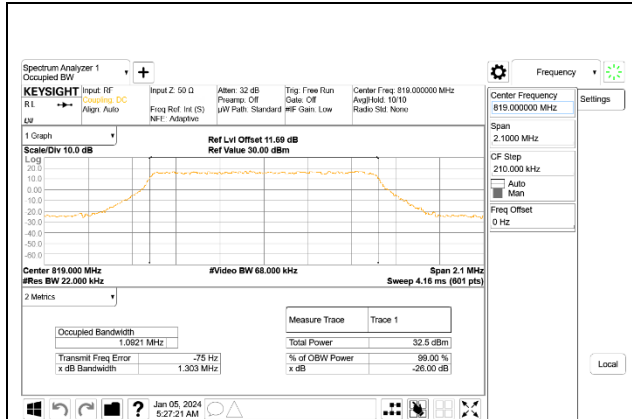 Spectrum Analyzer 1
Occupied BW
+
Frequency
KEYSIGHT
R L
Input: RF
Coupling: DC
Align: Auto
Input Z: 50 Ω
Freq Ref: Int (S)
NFE: Adaptive
Atten: 32 dB
Preamp: Off
µW Path: Standard
Trig: Free Run
Gate: Off
#IF Gain: Low
Center Freq: 819.000000 MHz
Avg|Hold: 10/10
Radio Std: None
Center Frequency
819.000000 MHz
Settings
Span
2.1000 MHz
CF Step
210.000 kHz
Auto
Man
Freq Offset
0 Hz
1 Graph
Scale/Div 10.0 dB
Ref Lvl Offset 11.69 dB
Ref Value 30.00 dBm
Log
20.0
10.0
0.00
-10.0
-20.0
-30.0
-40.0
-50.0
-60.0
Center 819.000 MHz
#Video BW 68.000 kHz
Span 2.1 MHz
#Res BW 22.000 kHz
Sweep 4.16 ms (601 pts)
2 Metrics
Measure Trace Trace 1
Occupied Bandwidth
1.0921 MHz
Total Power 32.5 dBm
Transmit Freq Error -75 Hz
% of OBW Power 99.00 %
x dB Bandwidth 1.303 MHz
x dB -26.00 dB
Local
?
Jan 05, 2024
5:27:21 AM